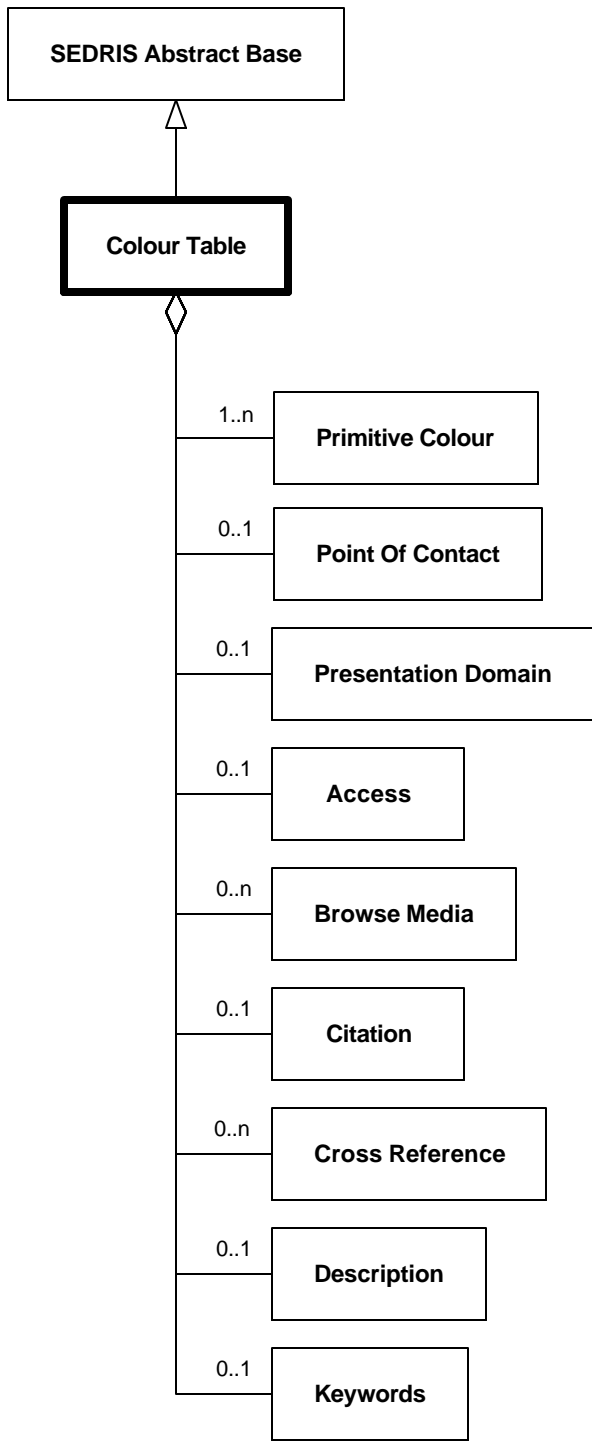 SEDRIS Abstract Base
Colour Table
1..n
Primitive Colour
0..1
Point Of Contact
0..1
Presentation Domain
0..1
Access
0..n
Browse Media
0..1
Citation
0..n
Cross Reference
0..1
Description
0..1
Keywords